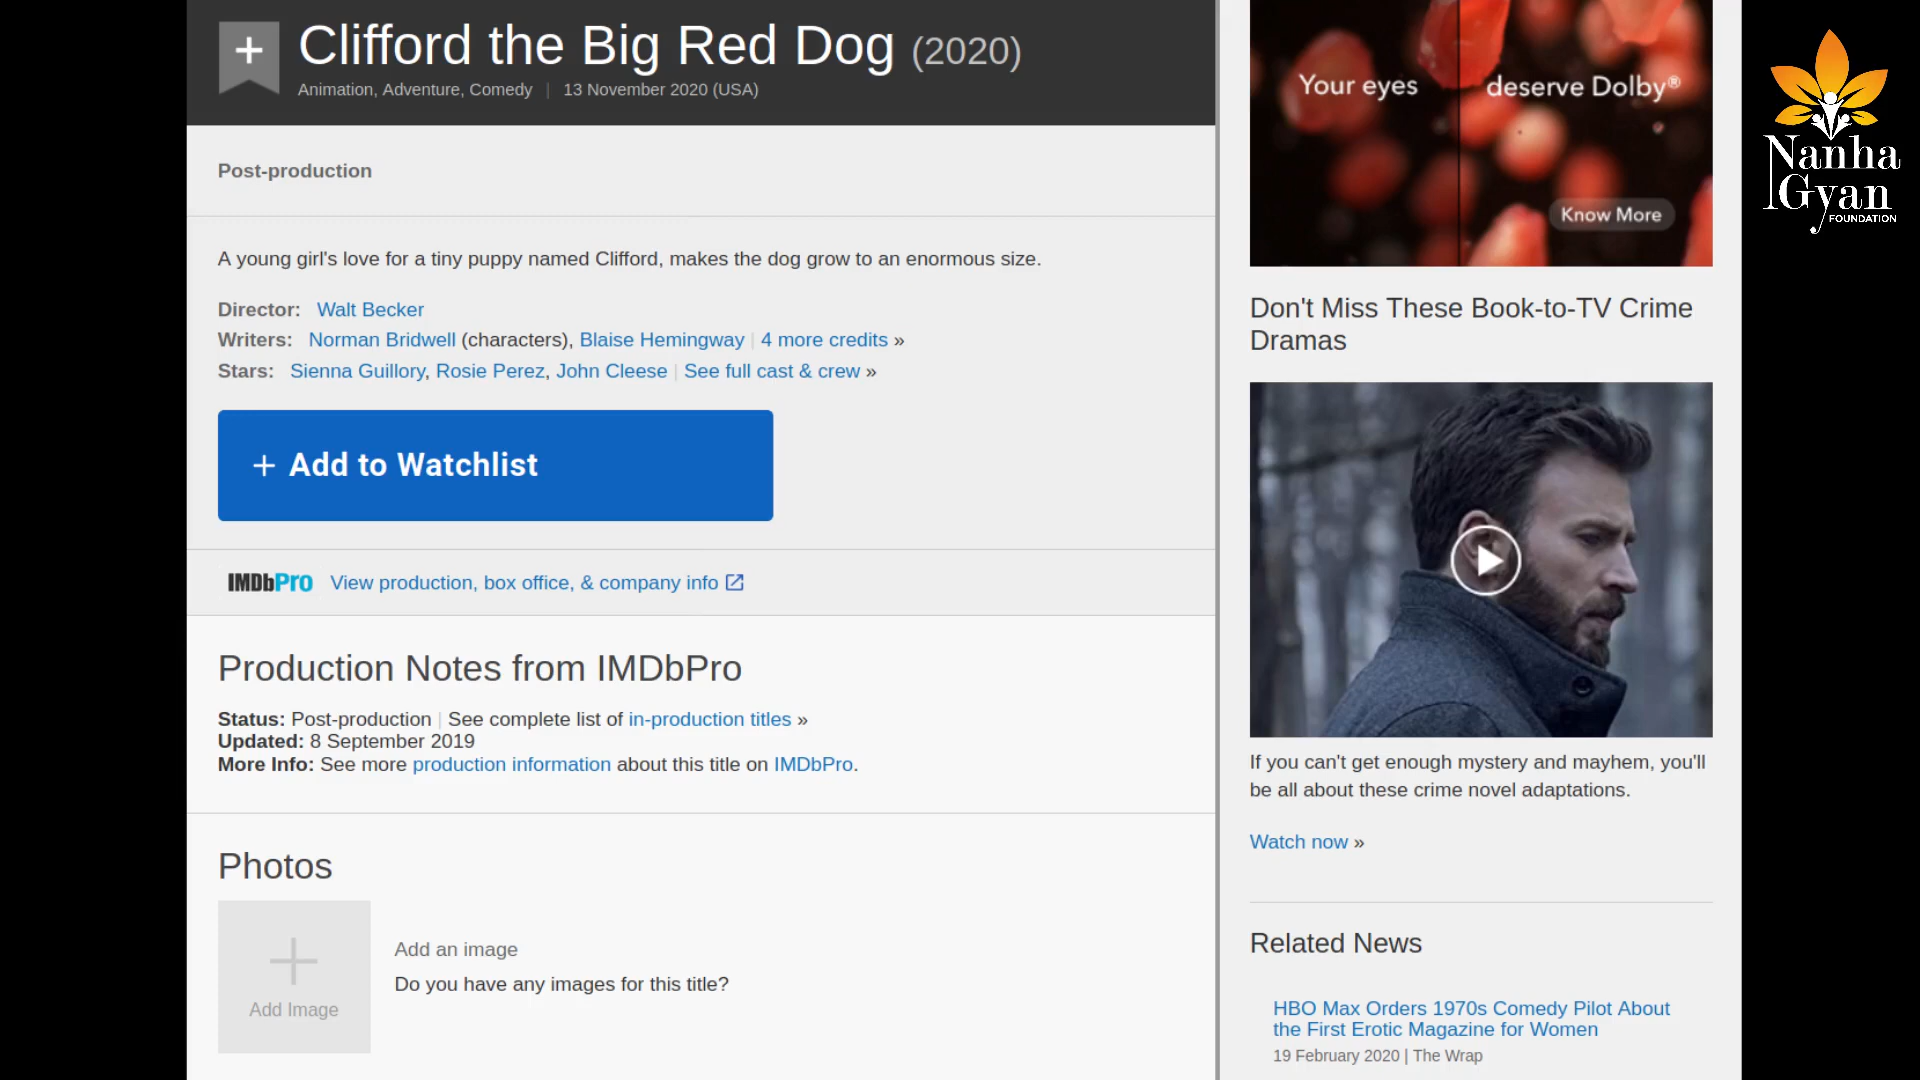 Clifford the Big Red Dog (2020)
Animation, Adventure, Comedy | 13 November 2020 (USA)
Post-production
A young girl's love for a tiny puppy named Clifford, makes the dog grow to an enormous size.
Director: Walt Becker
Writers: Norman Bridwell (characters), Blaise Hemingway | 4 more credits »
Stars: Sienna Guillory, Rosie Perez, John Cleese | See full cast & crew »
+ Add to Watchlist
IMDbPro View production, box office, & company info
Production Notes from IMDbPro
Status: Post-production | See complete list of in-production titles »
Updated: 8 September 2019
More Info: See more production information about this title on IMDbPro.
Photos
Add an image
Do you have any images for this title?
Add Image
Your eyes deserve Dolby®
Know More
Don't Miss These Book-to-TV Crime
Dramas
If you can't get enough mystery and mayhem, you'll
be all about these crime novel adaptations.
Watch now »
Related News
HBO Max Orders 1970s Comedy Pilot About
the First Erotic Magazine for Women
19 February 2020 | The Wrap
Nanha
Gyan
FOUNDATION